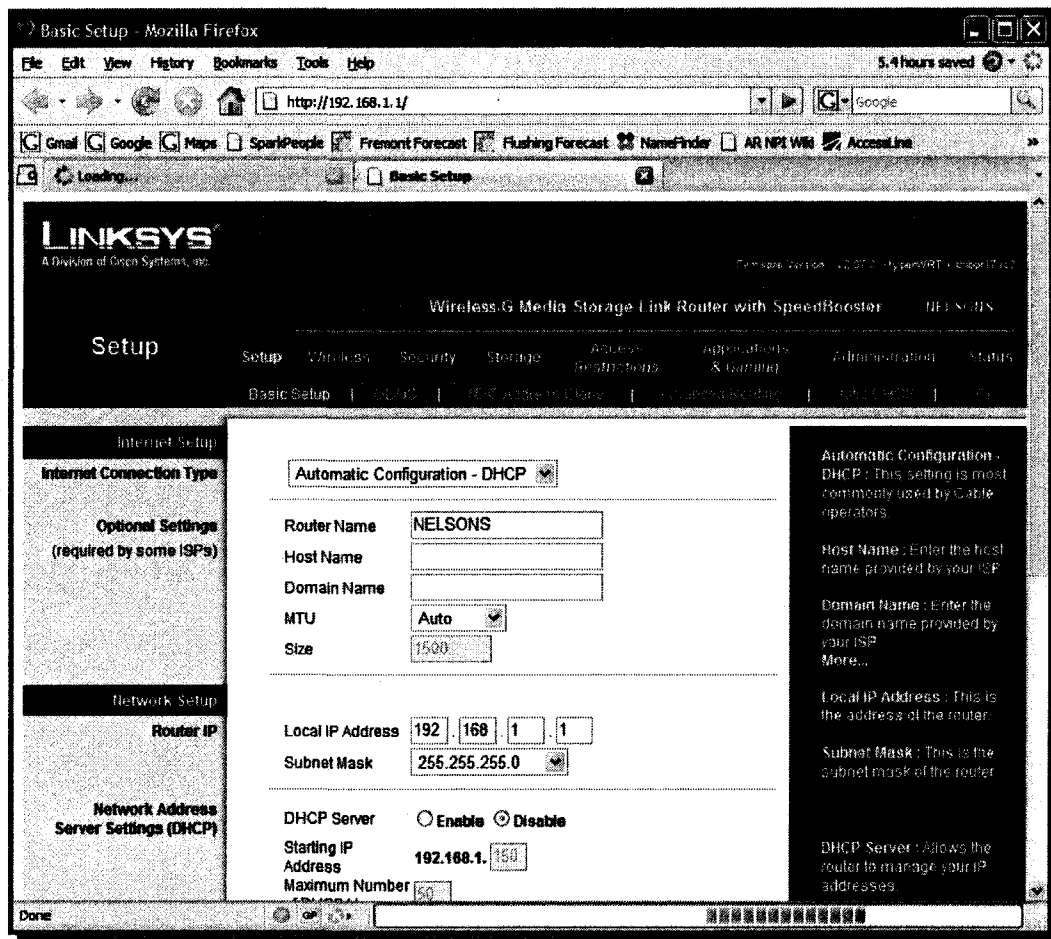 Basic Setup - Mozilla Firefox
File Edit View History Bookmarks Tools Help
5.4 hours saved
http://192.168.1.1/
Google
Gmail Google Maps SparkPeople Fremont Forecast Flushing Forecast NameFinder AR NPI Wiki AccessLine »
Loading... Basic Setup
LINKSYS
A Division of Cisco Systems, Inc.
Firmware Version
Wireless-G Media Storage Link Router with SpeedBooster NELSONS
Setup
Setup Wireless Security Storage Access Restrictions Applications & Gaming Administration Status
Basic Setup | DDNS | MAC Address Clone | Advanced Routing |
Internet Setup
Internet Connection Type
Automatic Configuration - DHCP
Optional Settings
(required by some ISPs)
Router Name NELSONS
Host Name
Domain Name
MTU Auto
Size 1500
Network Setup
Router IP
Local IP Address 192 . 168 . 1 . 1
Subnet Mask 255.255.255.0
Network Address
Server Settings (DHCP)
DHCP Server Enable Disable
Starting IP
Address 192.168.1. 150
Maximum Number 50
Automatic Configuration -
DHCP : This setting is most
commonly used by Cable
operators.
Host Name : Enter the host
name provided by your ISP
Domain Name : Enter the
domain name provided by
your ISP
More...
Local IP Address : This is
the address of the router.
Subnet Mask : This is the
subnet mask of the router
DHCP Server : Allows the
router to manage your IP
addresses.
Done